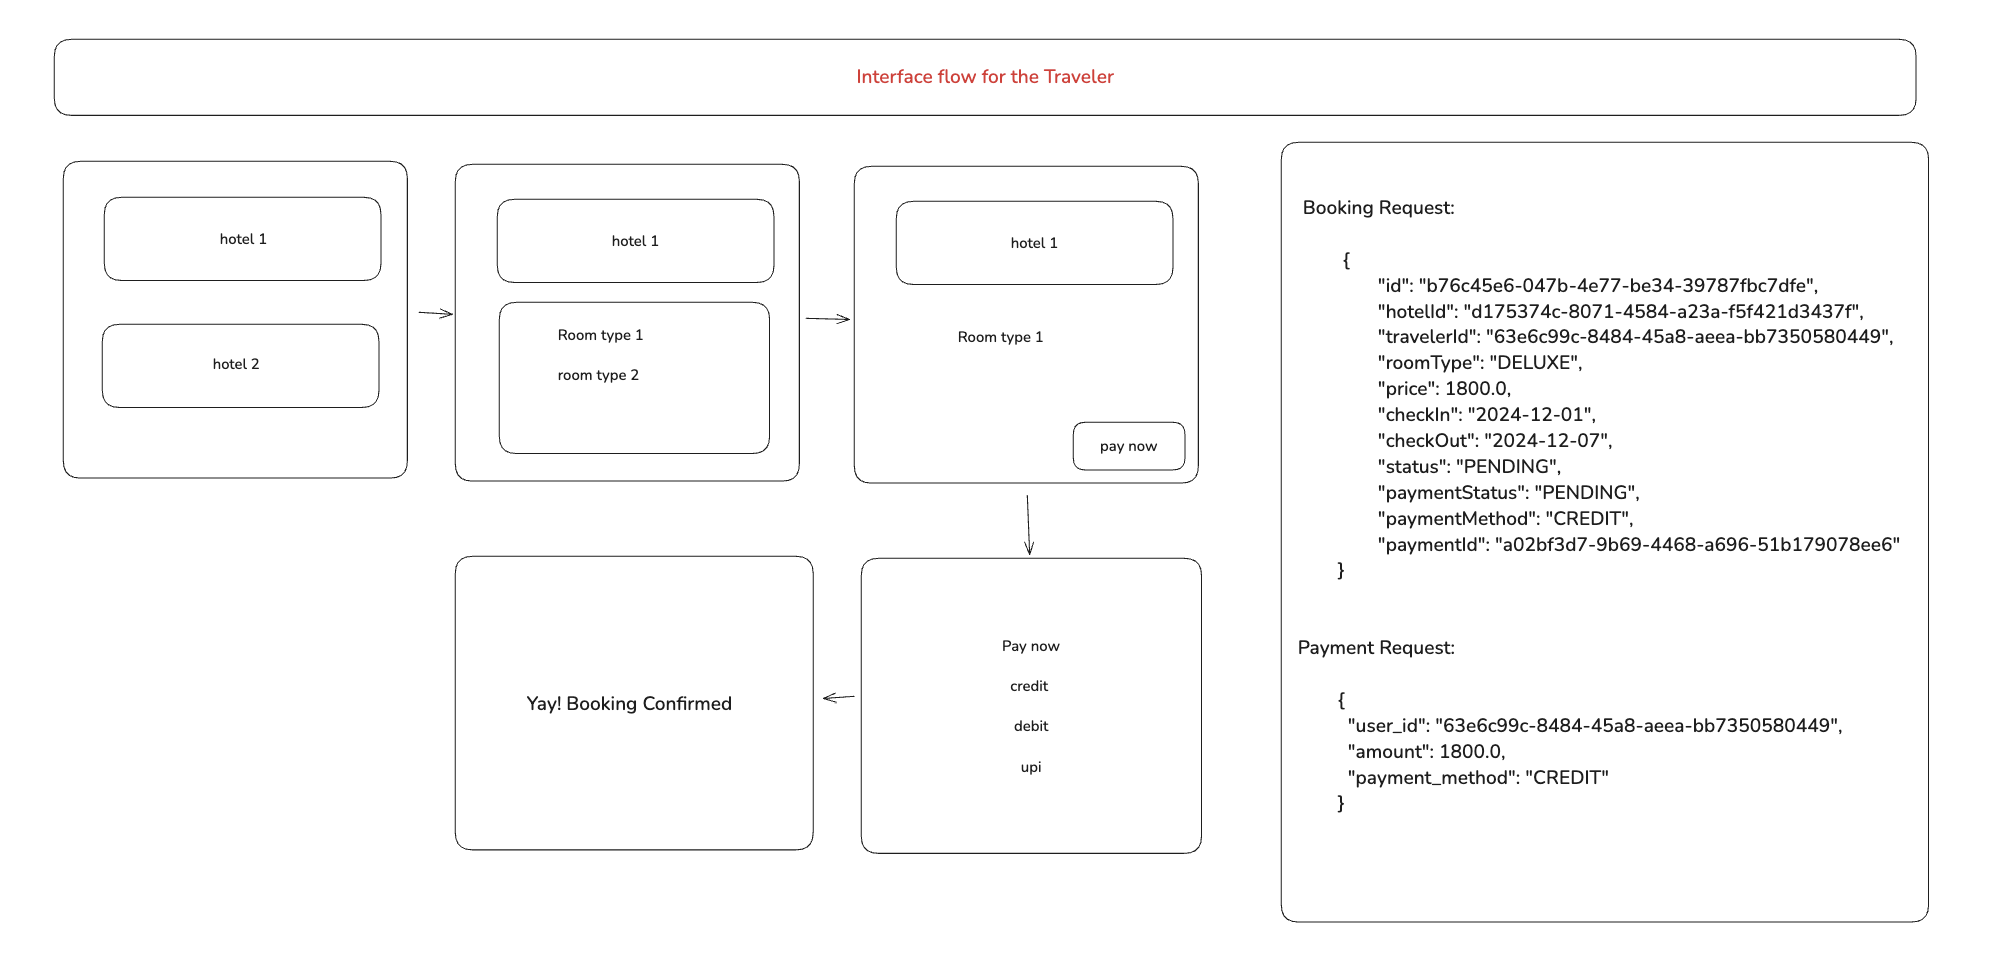 Interface flow for the Traveler
hotel 1
hotel 2
hotel 1
Room type 1
room type 2
hotel 1
Room type 1
pay now
Pay now
credit
debit
upi
Yay! Booking Confirmed
Booking Request:
{
"id": "b76c45e6-047b-4e77-be34-39787fbc7dfe",
"hotelId": "d175374c-8071-4584-a23a-f5f421d3437f",
"travelerId": "63e6c99c-8484-45a8-aeea-bb7350580449",
"roomType": "DELUXE",
"price": 1800.0,
"checkIn": "2024-12-01",
"checkOut": "2024-12-07",
"status": "PENDING",
"paymentStatus": "PENDING",
"paymentMethod": "CREDIT",
"paymentId": "a02bf3d7-9b69-4468-a696-51b179078ee6"
}
Payment Request:
{
"user_id": "63e6c99c-8484-45a8-aeea-bb7350580449",
"amount": 1800.0,
"payment_method": "CREDIT"
}